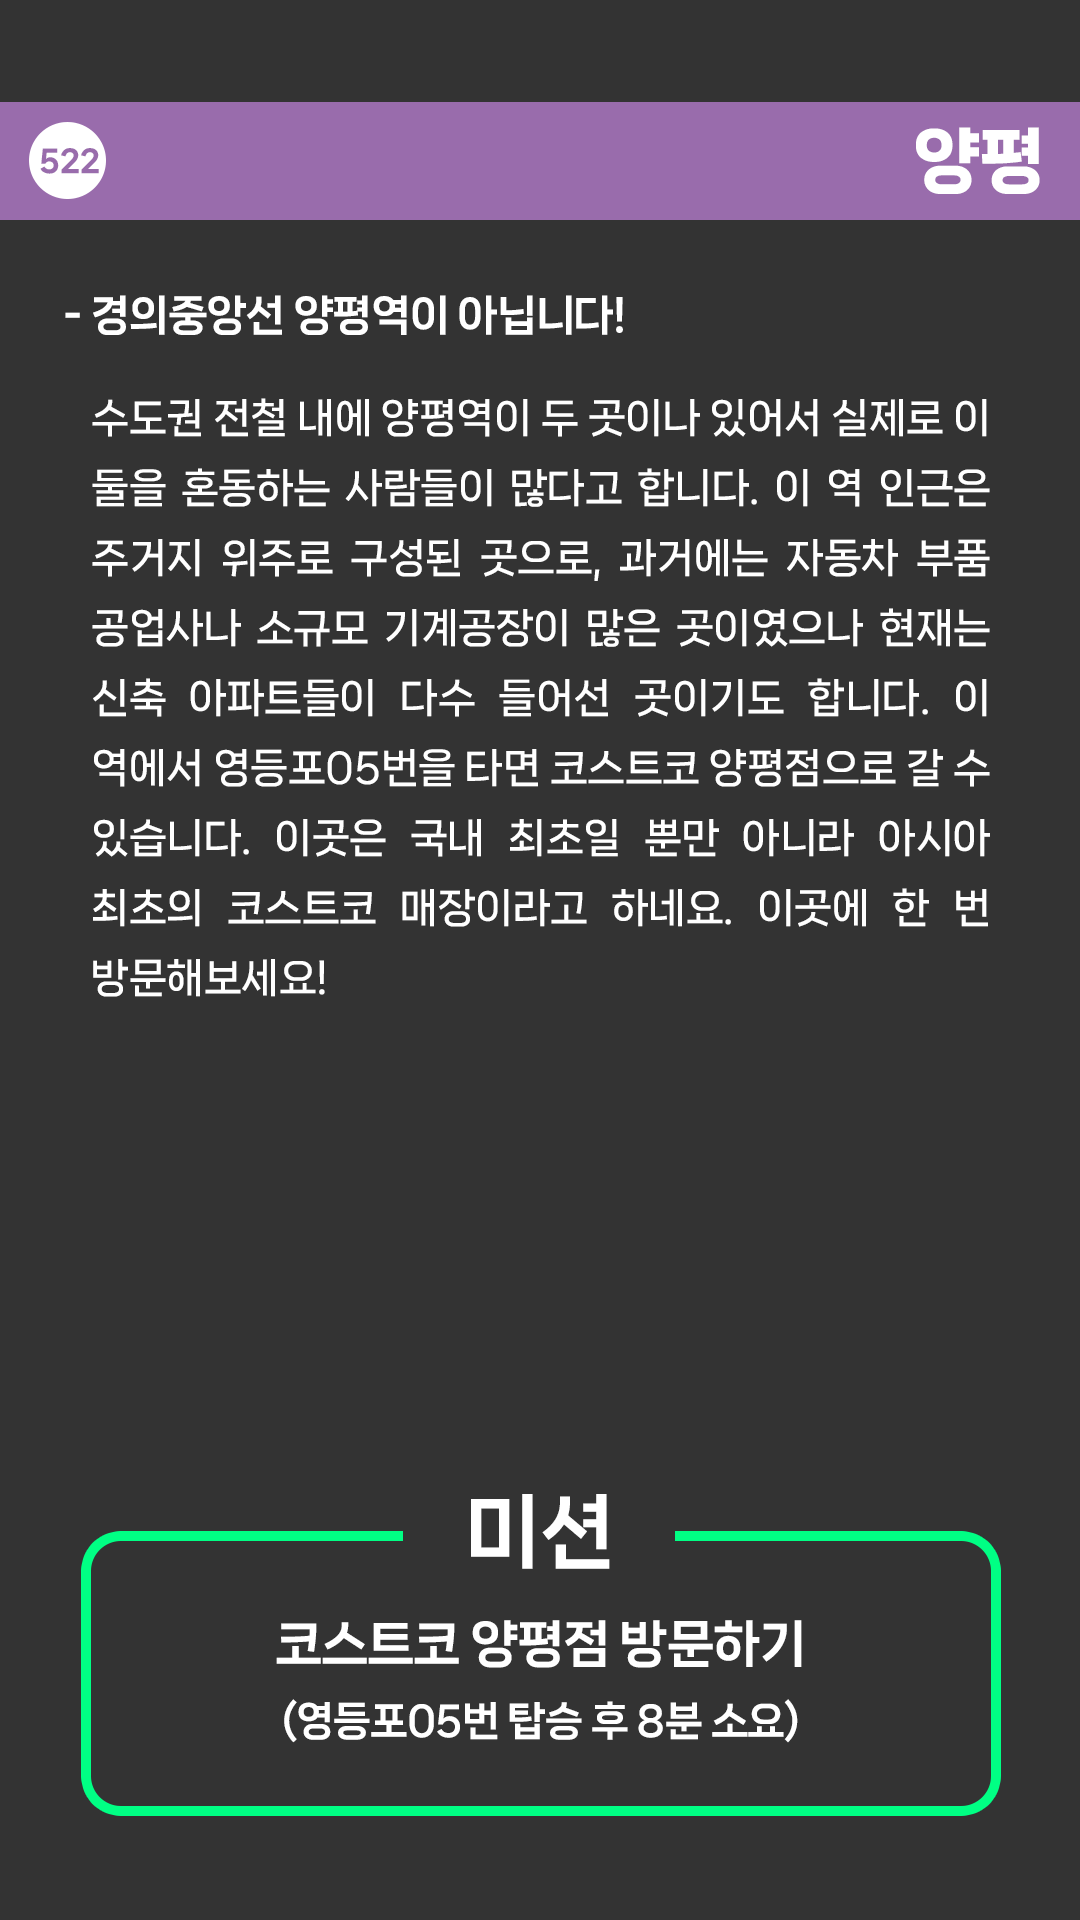 522
양평
- 경의중앙선 양평역이 아닙니다!
수도권 전철 내에 양평역이 두 곳이나 있어서 실제로 이
둘을 혼동하는 사람들이 많다고 합니다. 이 역 인근은
주거지 위주로 구성된 곳으로, 과거에는 자동차 부품
공업사나 소규모 기계공장이 많은 곳이였으나 현재는
신축 아파트들이 다수 들어선 곳이기도 합니다. 이
역에서 영등포05번을 타면 코스트코 양평점으로 갈 수
있습니다. 이곳은 국내 최초일 뿐만 아니라 아시아
최초의 코스트코 매장이라고 하네요. 이곳에 한 번
방문해보세요!
미션
코스트코 양평점 방문하기
(영등포05번 탑승 후 8분 소요)